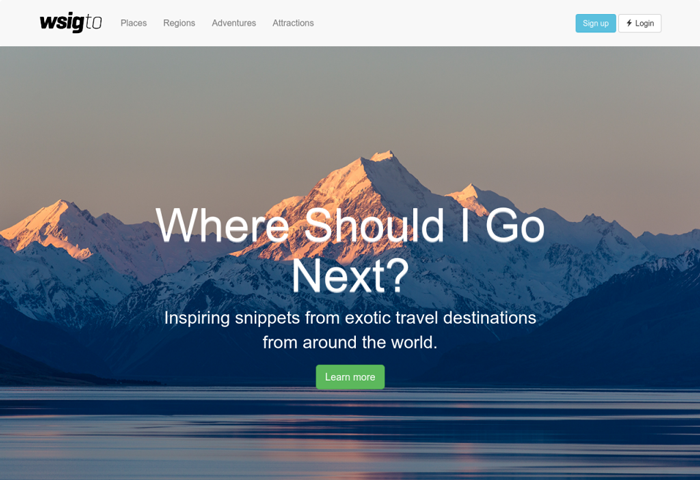 wsigto Places Regions Adventures Attractions Sign up Login
Where Should I Go
Next?
Inspiring snippets from exotic travel destinations
from around the world.
Learn more